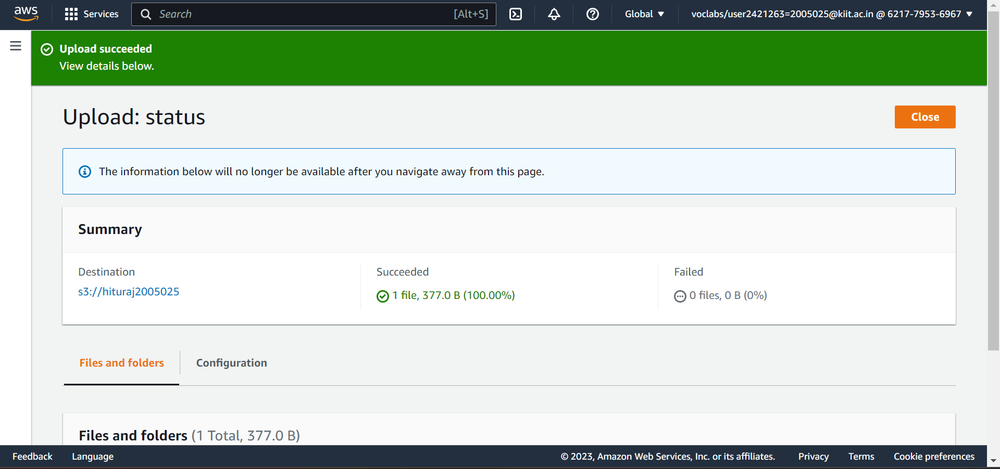 aws
Services
Search
[Alt+S]
Global
voclabs/user2421263=2005025@kiit.ac.in @ 6217-7953-6967
Upload succeeded
View details below.
Upload: status
Close
The information below will no longer be available after you navigate away from this page.
Summary
Destination
s3://hituraj2005025
Succeeded
1 file, 377.0 B (100.00%)
Failed
0 files, 0 B (0%)
Files and folders
Configuration
Files and folders (1 Total, 377.0 B)
Feedback
Language
© 2023, Amazon Web Services, Inc. or its affiliates.
Privacy
Terms
Cookie preferences